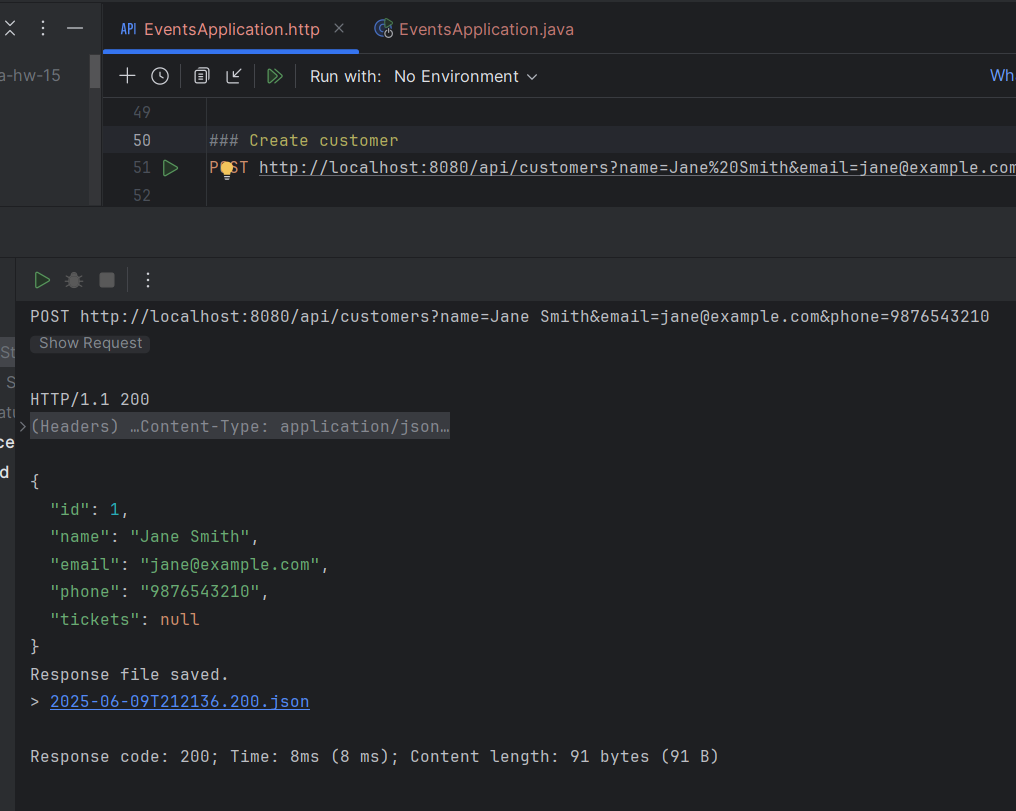 API EventsApplication.http
EventsApplication.java
a-hw-15
Run with: No Environment
Wh
49
50 ### Create customer
51 POST http://localhost:8080/api/customers?name=Jane%20Smith&email=jane@example.com
52
POST http://localhost:8080/api/customers?name=Jane Smith&email=jane@example.com&phone=9876543210
Show Request
St
S
HTTP/1.1 200
atu
(Headers) …Content-Type: application/json…
ce
d
{
"id": 1,
"name": "Jane Smith",
"email": "jane@example.com",
"phone": "9876543210",
"tickets": null
}
Response file saved.
> 2025-06-09T212136.200.json
Response code: 200; Time: 8ms (8 ms); Content length: 91 bytes (91 B)